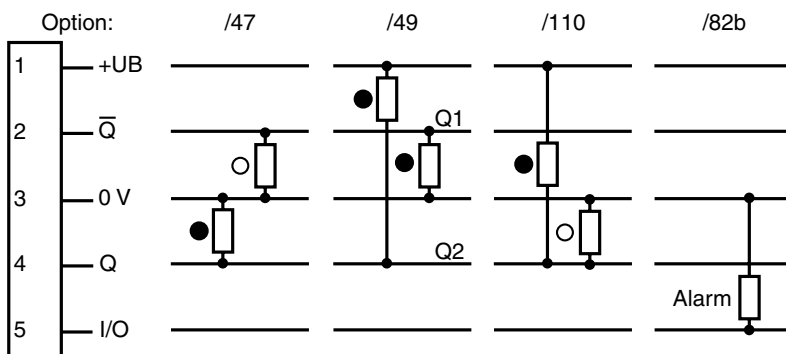 Option: /47 /49 /110 /82b
1 +UB
2 Q̅ Q1
3 0 V
4 Q Q2
Alarm
5 I/O